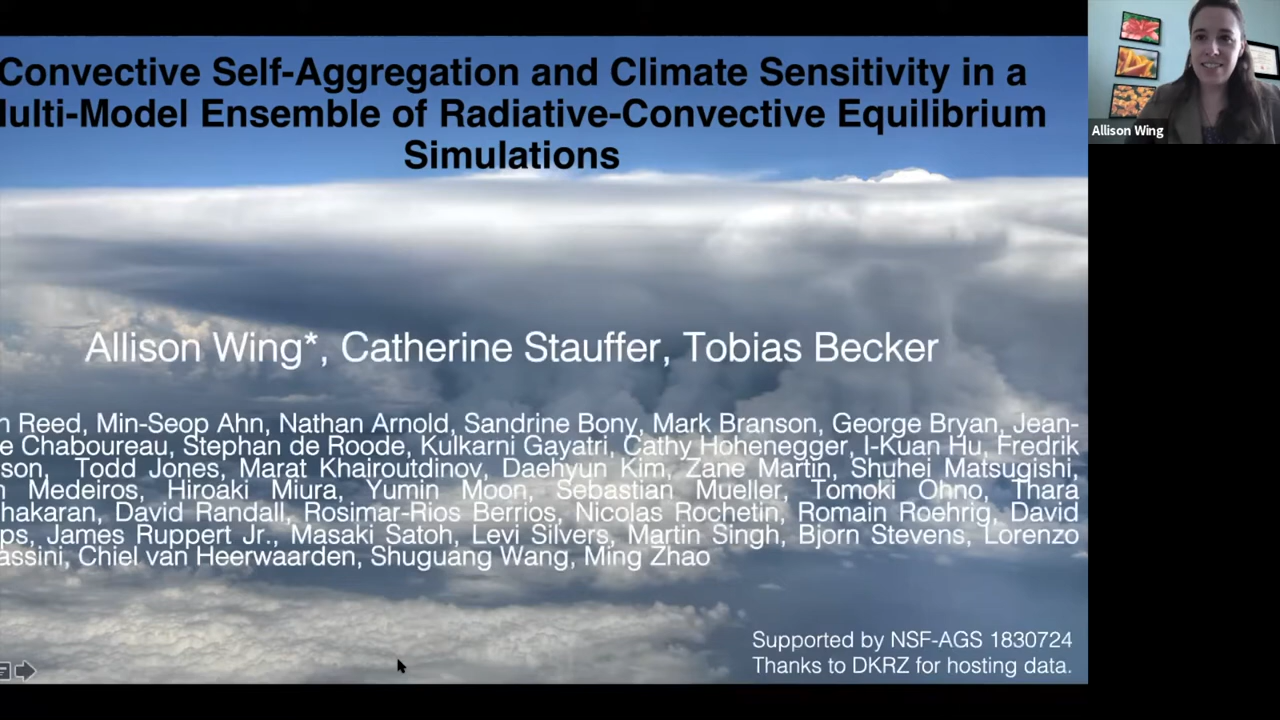 Convective Self-Aggregation and Climate Sensitivity in a
Multi-Model Ensemble of Radiative-Convective Equilibrium
Simulations
Allison Wing
Allison Wing*, Catherine Stauffer, Tobias Becker
n Reed, Min-Seop Ahn, Nathan Arnold, Sandrine Bony, Mark Branson, George Bryan, Jean-
e Chaboureau, Stephan de Roode, Kulkarni Gayatri, Cathy Hohenegger, I-Kuan Hu, Fredrik
sson, Todd Jones, Marat Khairoutdinov, Daehyun Kim, Zane Martin, Shuhei Matsugishi,
n Medeiros, Hiroaki Miura, Yumin Moon, Sebastian Mueller, Tomoki Ohno, Thara
hakaran, David Randall, Rosimar-Rios Berrios, Nicolas Rochetin, Romain Roehrig, David
ps, James Ruppert Jr., Masaki Satoh, Levi Silvers, Martin Singh, Bjorn Stevens, Lorenzo
assini, Chiel van Heerwaarden, Shuguang Wang, Ming Zhao
Supported by NSF-AGS 1830724
Thanks to DKRZ for hosting data.